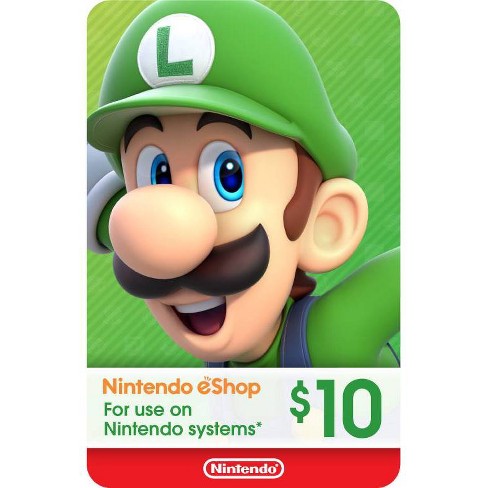 L
Nintendo eShop
For use on
Nintendo systems*
$10
Nintendo